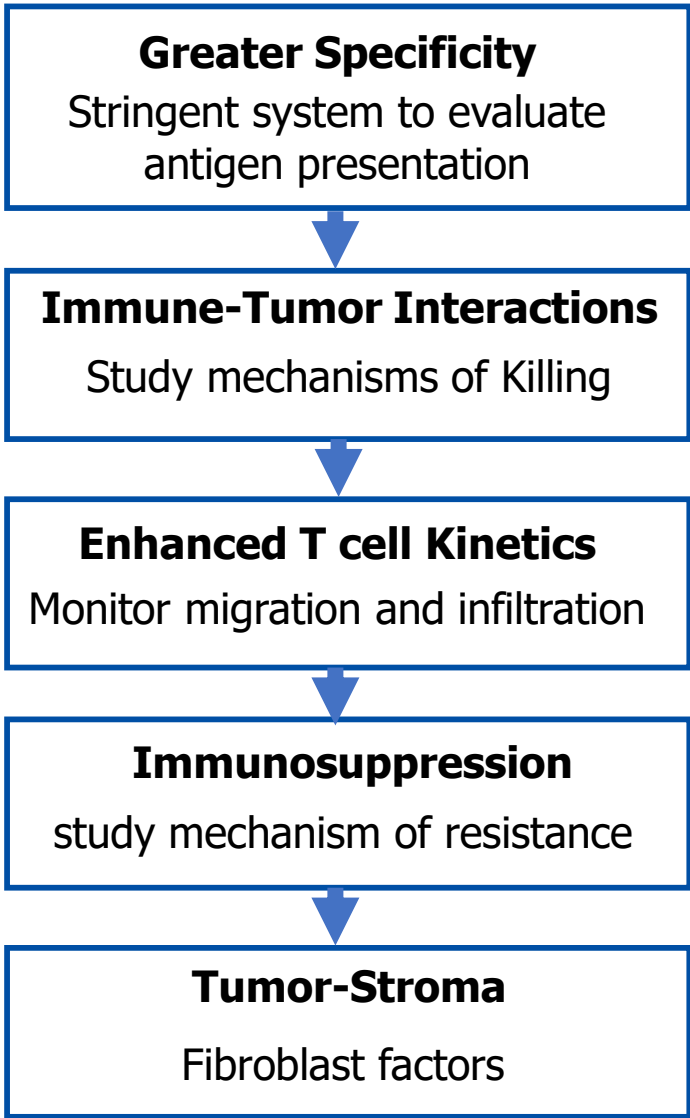 Greater Specificity
Stringent system to evaluate
antigen presentation
Immune-Tumor Interactions
Study mechanisms of Killing
Enhanced T cell Kinetics
Monitor migration and infiltration
Immunosuppression
study mechanism of resistance
Tumor-Stroma
Fibroblast factors